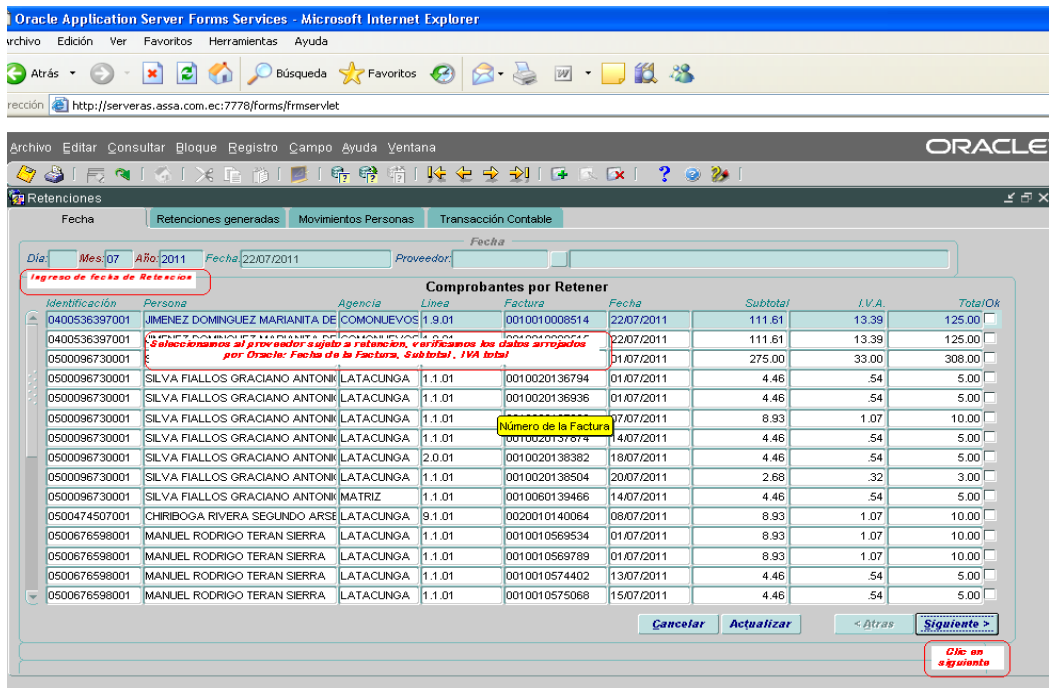 Oracle Application Server Forms Services - Microsoft Internet Explorer
rchivo Edición Ver Favoritos Herramientas Ayuda
Atrás Búsqueda Favoritos
rección http://serveras.assa.com.ec:7778/forms/frmservlet
Archivo Editar Consultar Bloque Registro Campo Ayuda Ventana ORACLE
Retenciones
Fecha Retenciones generadas Movimientos Personas Transacción Contable
Fecha
Día: Mes: 07 Año: 2011 Fecha: 22/07/2011 Proveedor:
Ingreso de fecha de Retencios
Comprobantes por Retener
Identificación Persona Agencia Linea Factura Fecha Subtotal I.V.A. Total Ok
0400536397001 JIMENEZ DOMINGUEZ MARIANITA DE COMONUEVOS 1.9.01 0010010008514 22/07/2011 111.61 13.39 125.00
0400536397001 JIMENEZ DOMINGUEZ MARIANITA DE 22/07/2011 111.61 13.39 125.00
Seleccionamos al proveedor sujeto a retencion, verificamos los datos arrojados
por Oracle: Fecha de la Factura, Subtotal , IVA total
0500096730001 S 01/07/2011 275.00 33.00 308.00
0500096730001 SILVA FIALLOS GRACIANO ANTONI LATACUNGA 1.1.01 0010020136794 01/07/2011 4.46 .54 5.00
0500096730001 SILVA FIALLOS GRACIANO ANTONI LATACUNGA 1.1.01 0010020136936 01/07/2011 4.46 .54 5.00
0500096730001 SILVA FIALLOS GRACIANO ANTONI LATACUNGA 1.1.01 07/07/2011 8.93 1.07 10.00
Número de la Factura
0500096730001 SILVA FIALLOS GRACIANO ANTONI LATACUNGA 1.1.01 0010020137874 14/07/2011 4.46 .54 5.00
0500096730001 SILVA FIALLOS GRACIANO ANTONI LATACUNGA 2.0.01 0010020138382 18/07/2011 4.46 .54 5.00
0500096730001 SILVA FIALLOS GRACIANO ANTONI LATACUNGA 1.1.01 0010020138504 20/07/2011 2.68 .32 3.00
0500096730001 SILVA FIALLOS GRACIANO ANTONI MATRIZ 1.1.01 0010060139466 14/07/2011 4.46 .54 5.00
0500474507001 CHIRIBOGA RIVERA SEGUNDO ARSE LATACUNGA 9.1.01 0020010140064 08/07/2011 8.93 1.07 10.00
0500676598001 MANUEL RODRIGO TERAN SIERRA LATACUNGA 1.1.01 0010010569534 01/07/2011 8.93 1.07 10.00
0500676598001 MANUEL RODRIGO TERAN SIERRA LATACUNGA 1.1.01 0010010569789 01/07/2011 8.93 1.07 10.00
0500676598001 MANUEL RODRIGO TERAN SIERRA LATACUNGA 1.1.01 0010010574402 13/07/2011 4.46 .54 5.00
0500676598001 MANUEL RODRIGO TERAN SIERRA LATACUNGA 1.1.01 0010010575068 15/07/2011 4.46 .54 5.00
Cancelar Actualizar < Atras Siguiente >
Clic en
siguiente